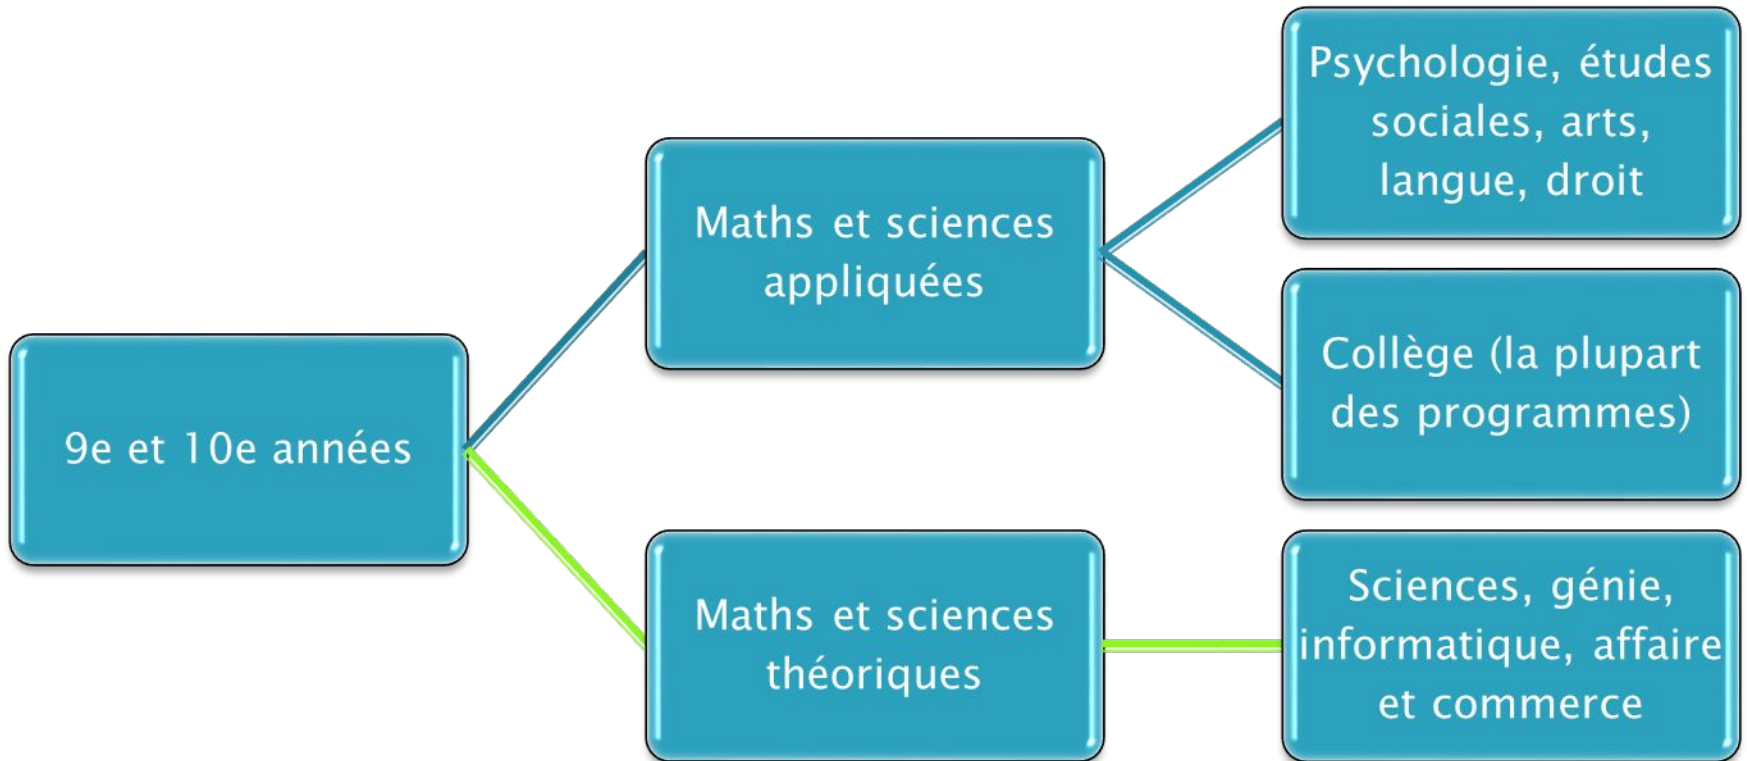 9e et 10e années
Maths et sciences
appliquées
Psychologie, études
sociales, arts,
langue, droit
Collège (la plupart
des programmes)
Maths et sciences
théoriques
Sciences, génie,
informatique, affaire
et commerce